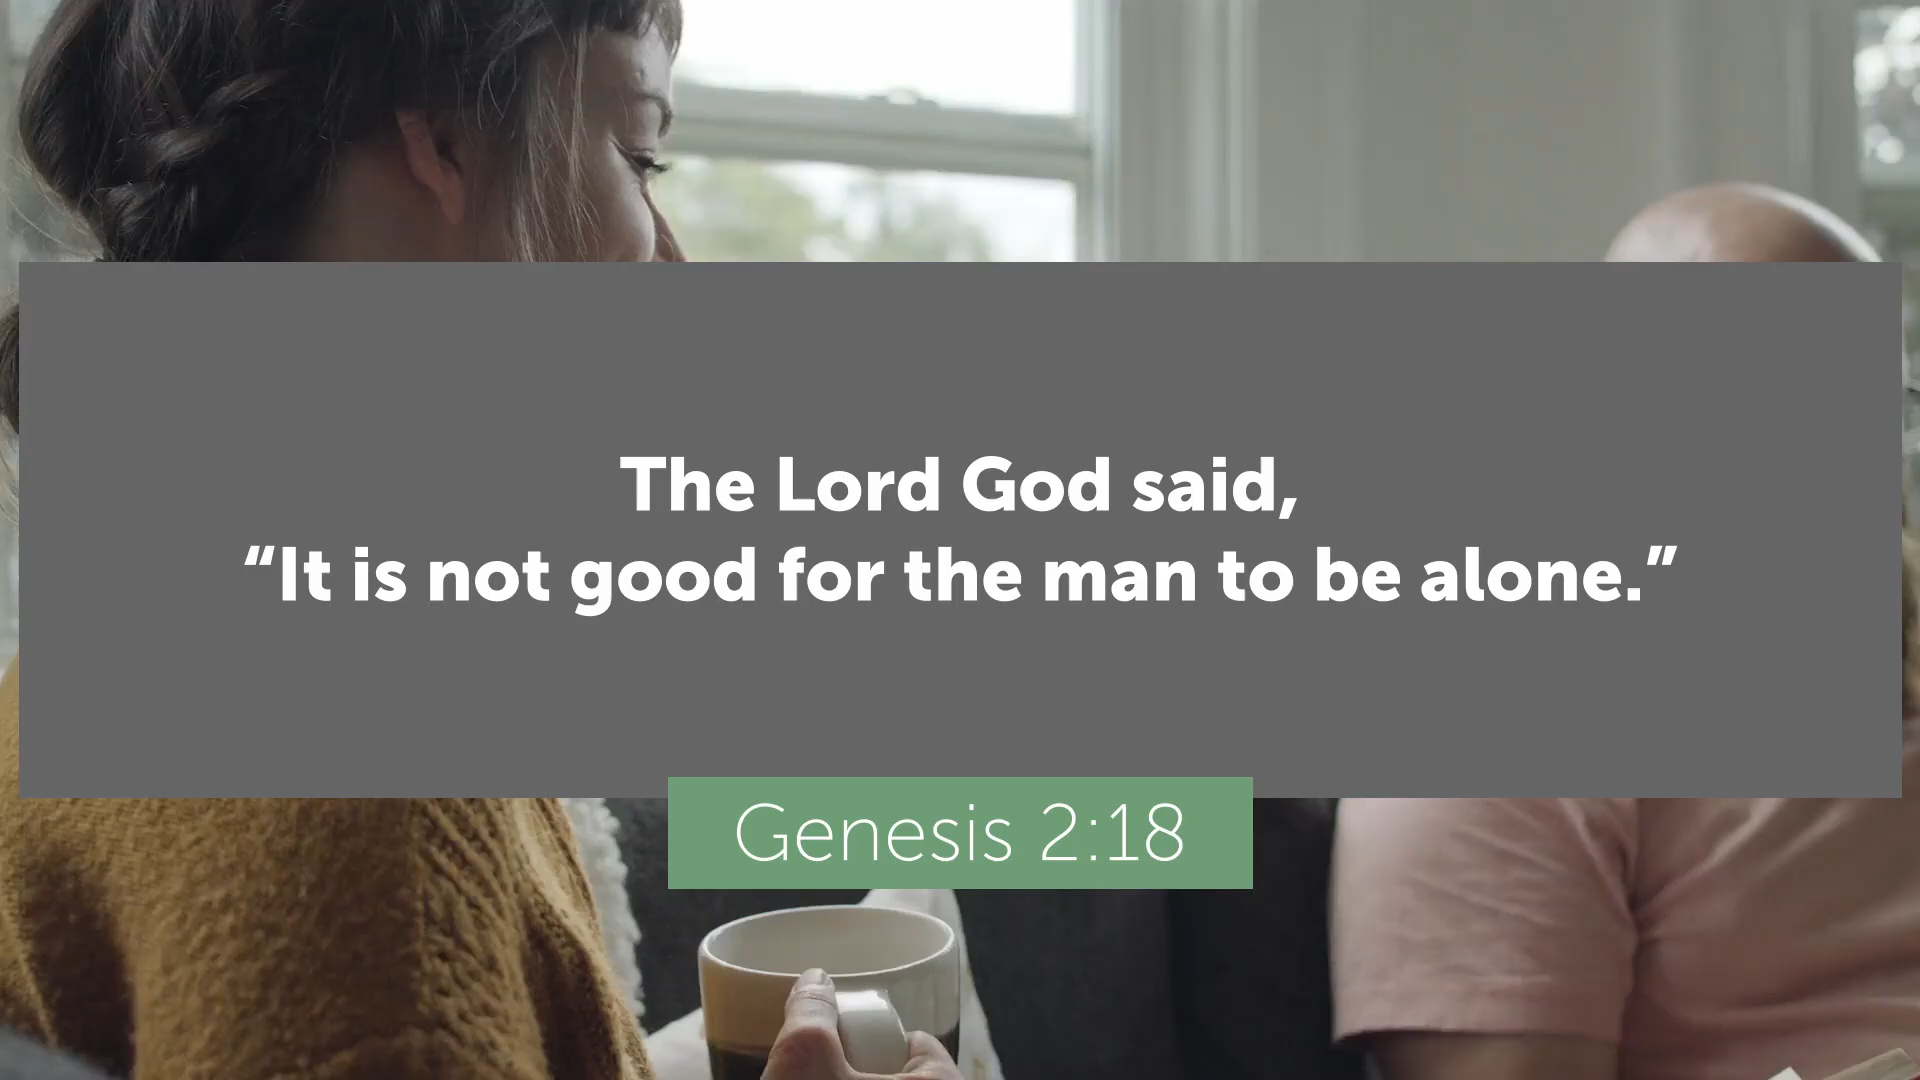 The Lord God said,
“It is not good for the man to be alone.”
Genesis 2:18